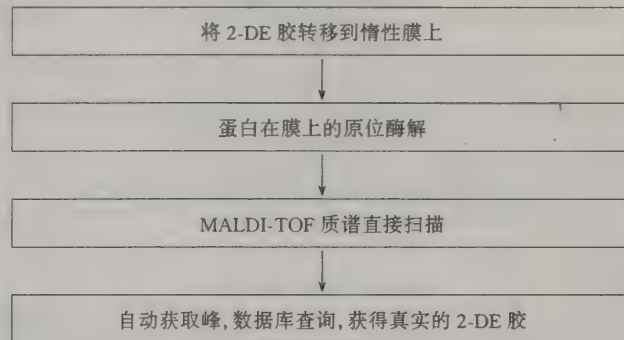 将 2-DE 胶转移到惰性膜上
蛋白在膜上的原位酶解
MALDI-TOF 质谱直接扫描
自动获取峰,数据库查询,获得真实的 2-DE 胶